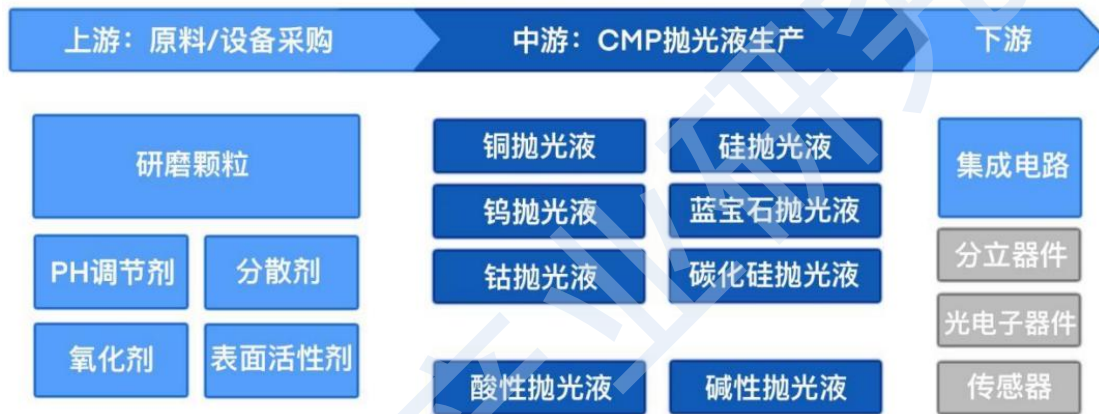 上游：原料/设备采购
中游：CMP抛光液生产
下游
研磨颗粒
PH调节剂
分散剂
氧化剂
表面活性剂
铜抛光液
硅抛光液
钨抛光液
蓝宝石抛光液
钴抛光液
碳化硅抛光液
酸性抛光液
碱性抛光液
集成电路
分立器件
光电子器件
传感器
产业研究